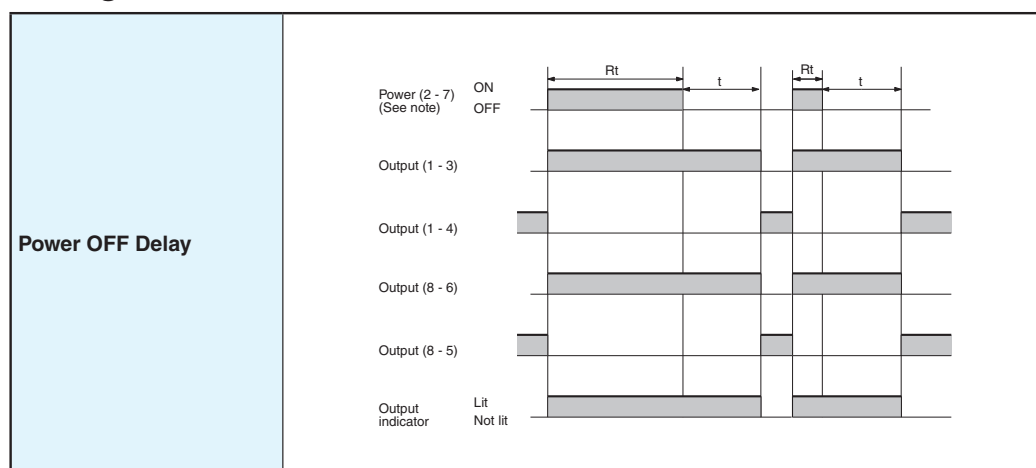 Rt
t
Rt
t
Power (2 - 7)
(See note)
ON
OFF
Output (1 - 3)
Output (1 - 4)
Power OFF Delay
Output (8 - 6)
Output (8 - 5)
Output
indicator
Lit
Not lit